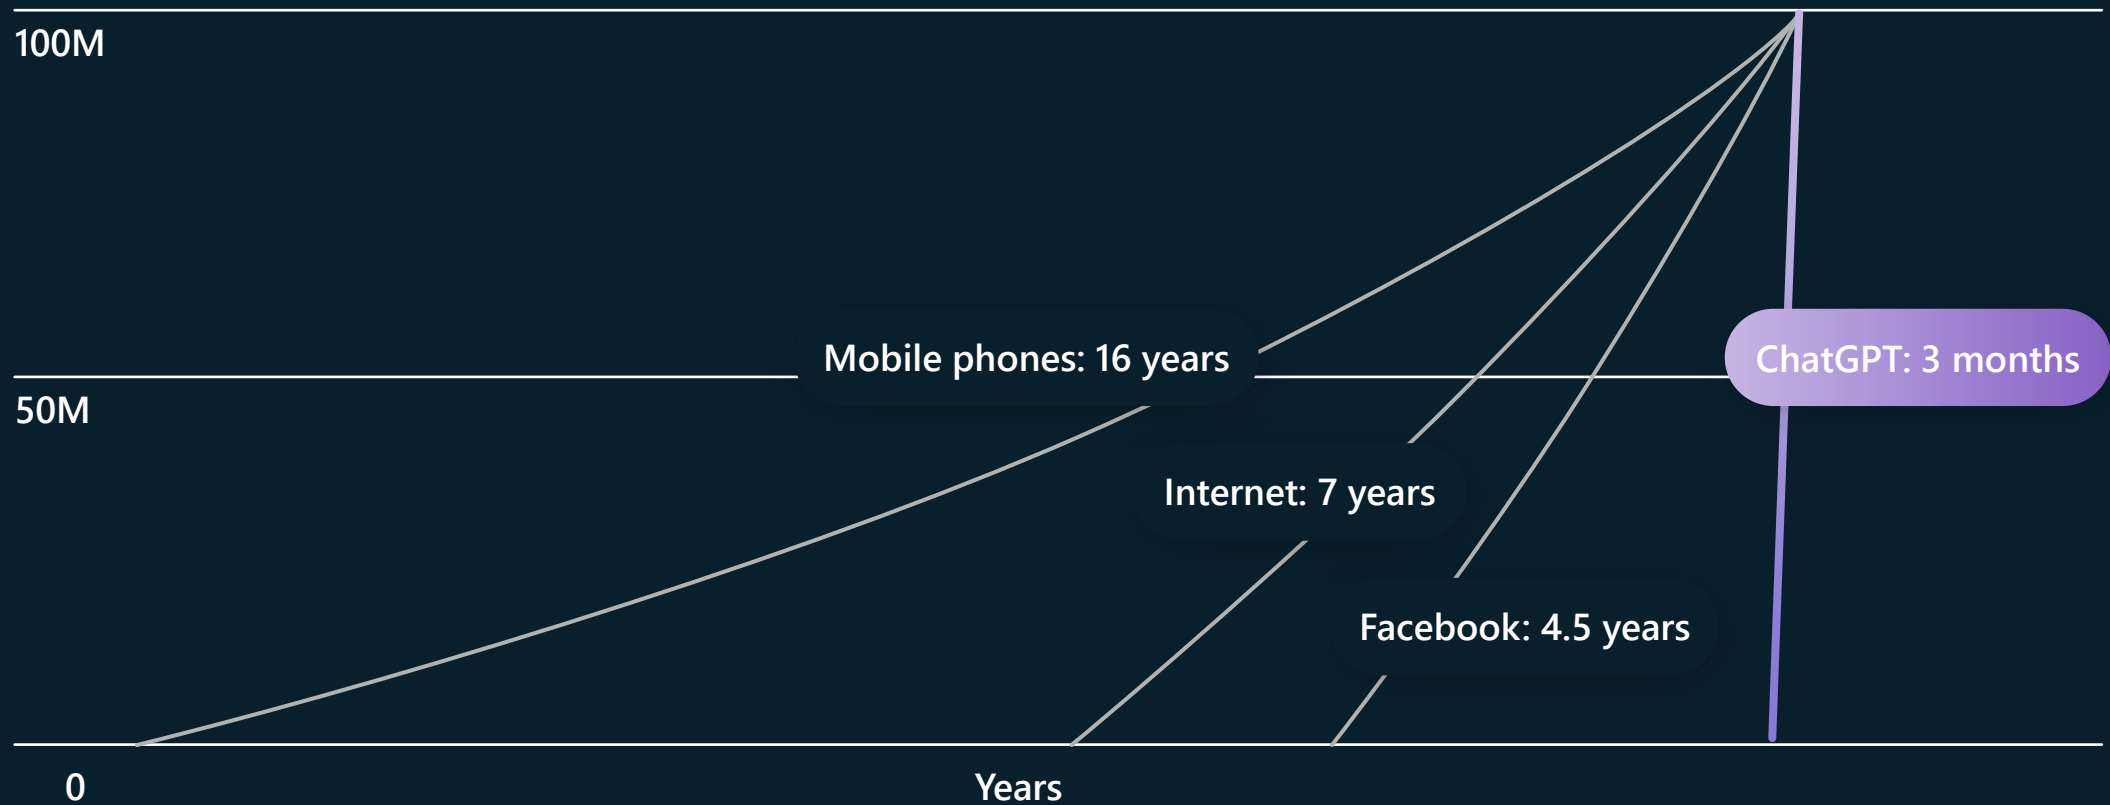 100M
Mobile phones: 16 years
ChatGPT: 3 months
50M
Internet: 7 years
Facebook: 4.5 years
0
Years